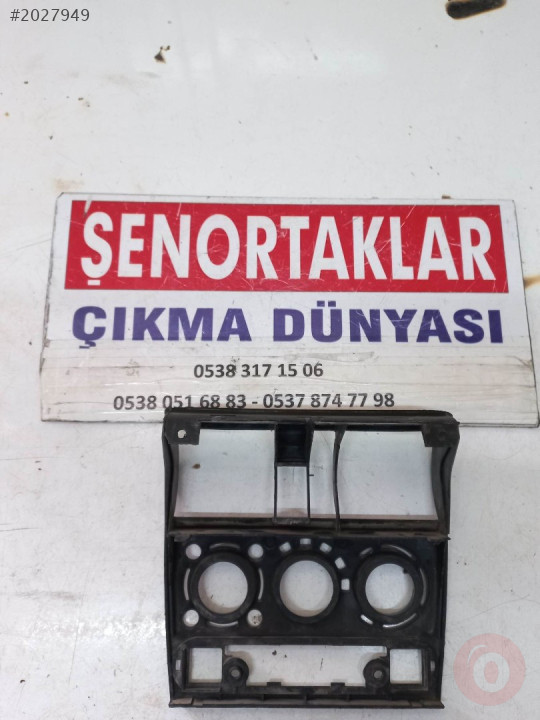 #2027949
ŞENORTAKLAR
ÇIKMA DÜNYASI
0538 317 15 06
0538 051 68 83 - 0537 874 77 98